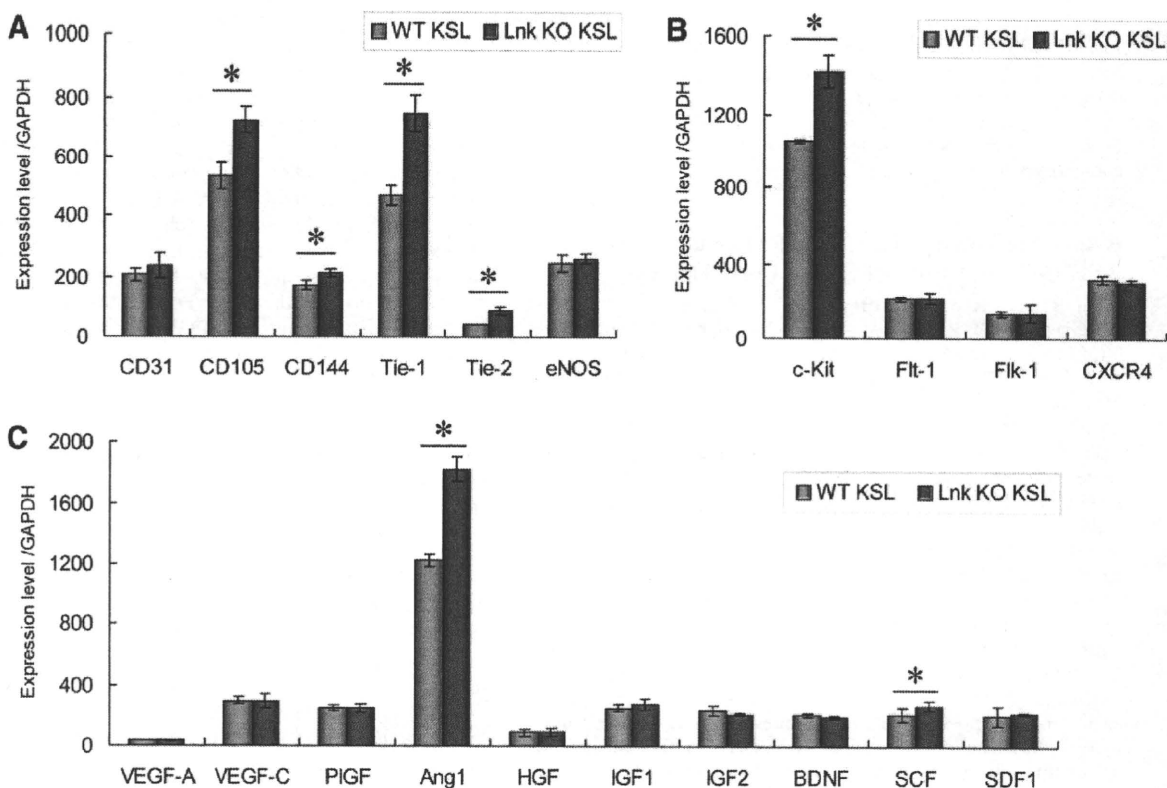 A
WT KSL Lnk KO KSL
Expression level /GAPDH
1000
800
600
400
200
0
* * * * 
CD31 CD105 CD144 Tie-1 Tie-2 eNOS
B
WT KSL Lnk KO KSL
Expression level /GAPDH
1600
1200
800
400
0
*
c-Kit Flt-1 Flk-1 CXCR4
C
WT KSL Lnk KO KSL
Expression level /GAPDH
2000
1600
1200
800
400
0
* *
VEGF-A VEGF-C PIGF Ang1 HGF IGF1 IGF2 BDNF SCF SDF1